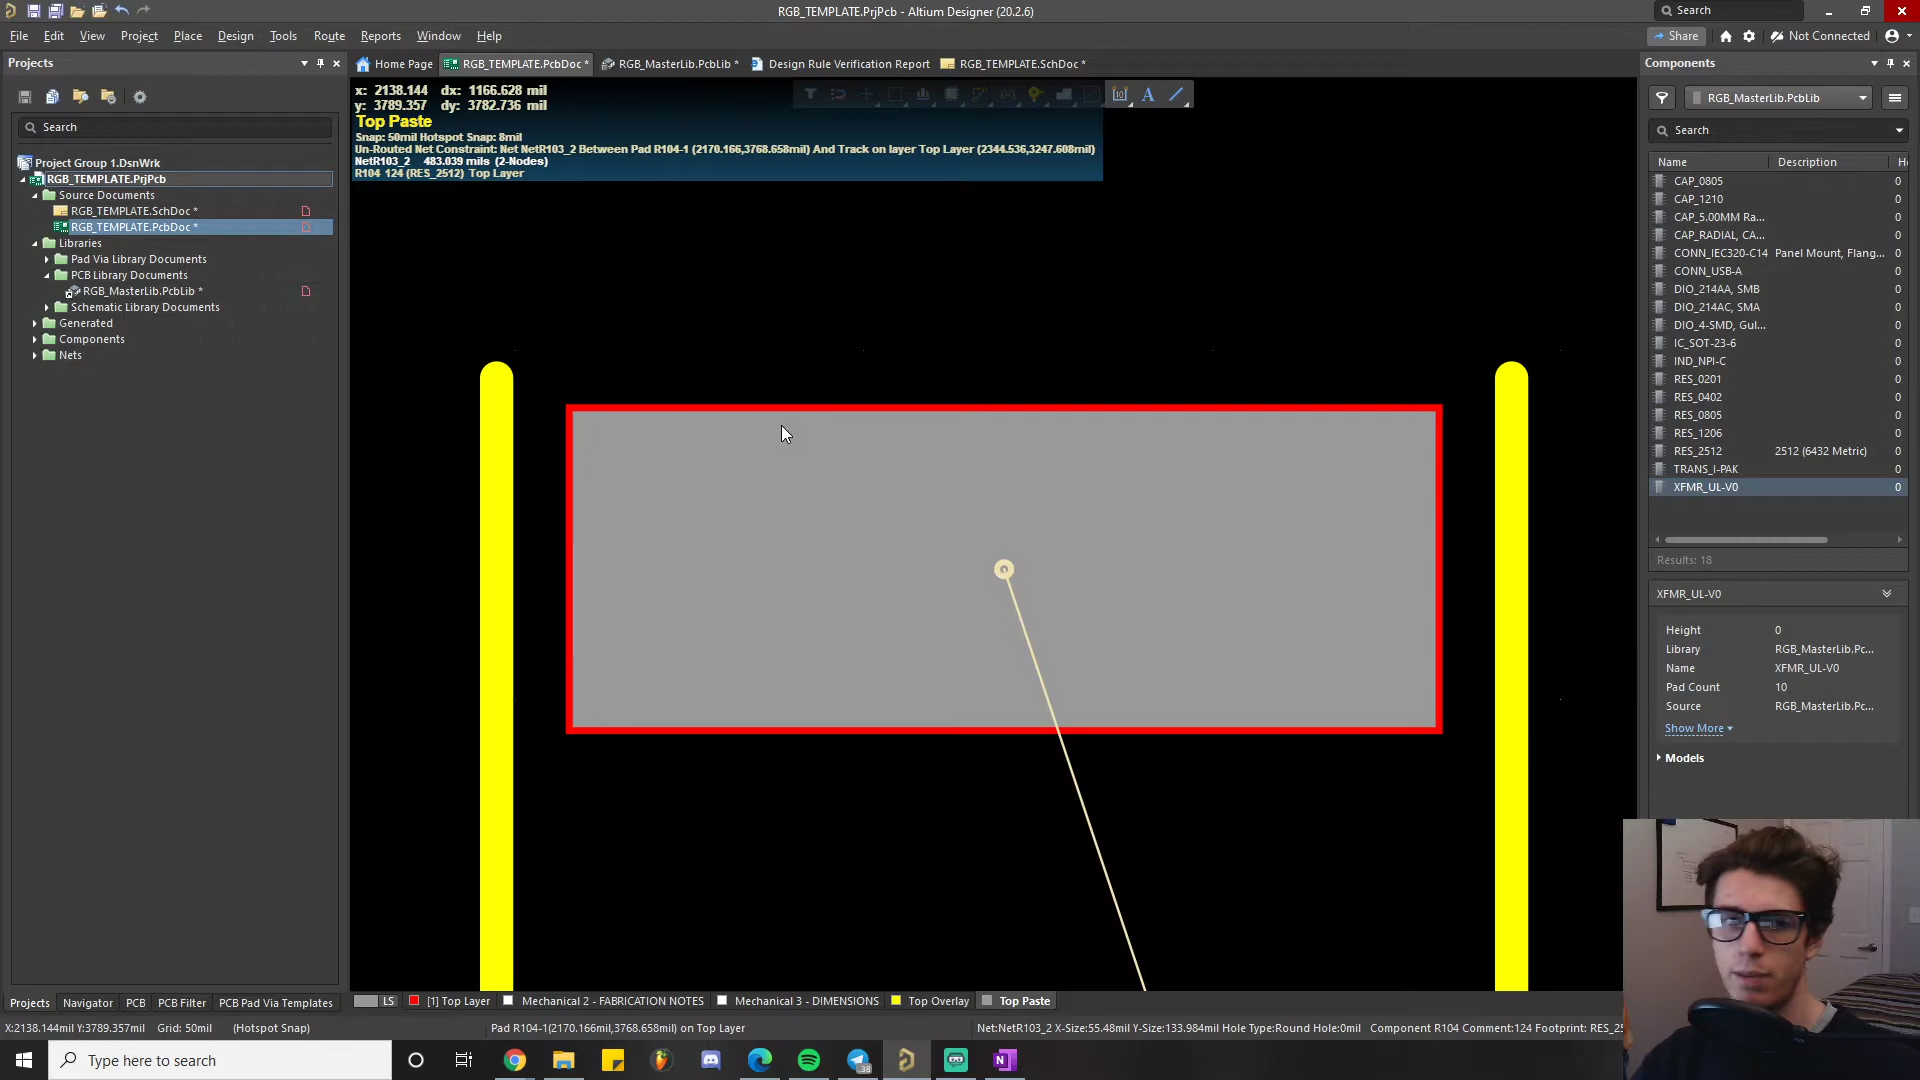 RGB_TEMPLATE.PrjPcb - Altium Designer (20.2.6)
Search
File Edit View Project Place Design Tools Route Reports Window Help
Share
Not Connected
Projects
Home Page
RGB_TEMPLATE.PcbDoc *
RGB_MasterLib.PcbLib *
Design Rule Verification Report
RGB_TEMPLATE.SchDoc *
Components
Search
Project Group 1.DsnWrk
RGB_TEMPLATE.PrjPcb
Source Documents
RGB_TEMPLATE.SchDoc *
RGB_TEMPLATE.PcbDoc *
Libraries
Pad Via Library Documents
PCB Library Documents
RGB_MasterLib.PcbLib *
Schematic Library Documents
Generated
Components
Nets
x: 2138.144 dx: 1166.628 mil
y: 3789.357 dy: 3782.736 mil
Top Paste
Snap: 50mil Hotspot Snap: 8mil
Un-Routed Net Constraint: Net NetR103_2 Between Pad R104-1 (2170.166,3768.658mil) And Track on layer Top Layer (2344.536,3247.608mil)
NetR103_2 483.039 mils (2-Nodes)
R104 124 (RES_2512) Top Layer
RGB_MasterLib.PcbLib
Search
Name Description
CAP_0805 0
CAP_1210 0
CAP_5.00MM Ra... 0
CAP_RADIAL, CA... 0
CONN_IEC320-C14 Panel Mount, Flang... 0
CONN_USB-A 0
DIO_214AA, SMB 0
DIO_214AC, SMA 0
DIO_4-SMD, Gul... 0
IC_SOT-23-6 0
IND_NPI-C 0
RES_0201 0
RES_0402 0
RES_0805 0
RES_1206 0
RES_2512 2512 (6432 Metric) 0
TRANS_I-PAK 0
XFMR_UL-V0 0
Results: 18
XFMR_UL-V0
Height 0
Library RGB_MasterLib.Pc...
Name XFMR_UL-V0
Pad Count 10
Source RGB_MasterLib.Pc...
Show More
Models
Projects Navigator PCB PCB Filter PCB Pad Via Templates
LS [1] Top Layer Mechanical 2 - FABRICATION NOTES Mechanical 3 - DIMENSIONS Top Overlay Top Paste
X:2138.144mil Y:3789.357mil Grid: 50mil (Hotspot Snap)
Pad R104-1(2170.166mil,3768.658mil) on Top Layer
Net:NetR103_2 X-Size:55.48mil Y-Size:133.984mil Hole Type:Round Hole:0mil Component R104 Comment:124 Footprint: RES_25
Type here to search
38